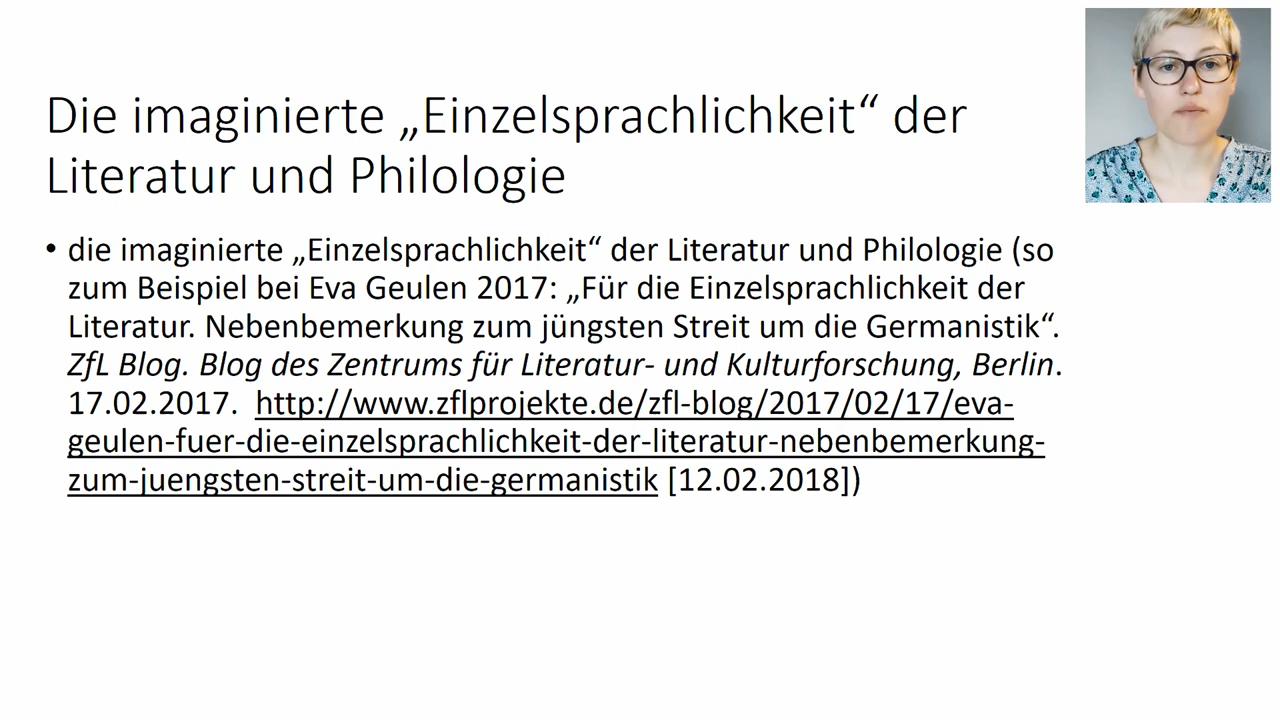 Die imaginierte „Einzelsprachlichkeit“ der
Literatur und Philologie
• die imaginierte „Einzelsprachlichkeit“ der Literatur und Philologie (so
zum Beispiel bei Eva Geulen 2017: „Für die Einzelsprachlichkeit der
Literatur. Nebenbemerkung zum jüngsten Streit um die Germanistik“.
ZfL Blog. Blog des Zentrums für Literatur- und Kulturforschung, Berlin.
17.02.2017. http://www.zflprojekte.de/zfl-blog/2017/02/17/eva-
geulen-fuer-die-einzelsprachlichkeit-der-literatur-nebenbemerkung-
zum-juengsten-streit-um-die-germanistik [12.02.2018])